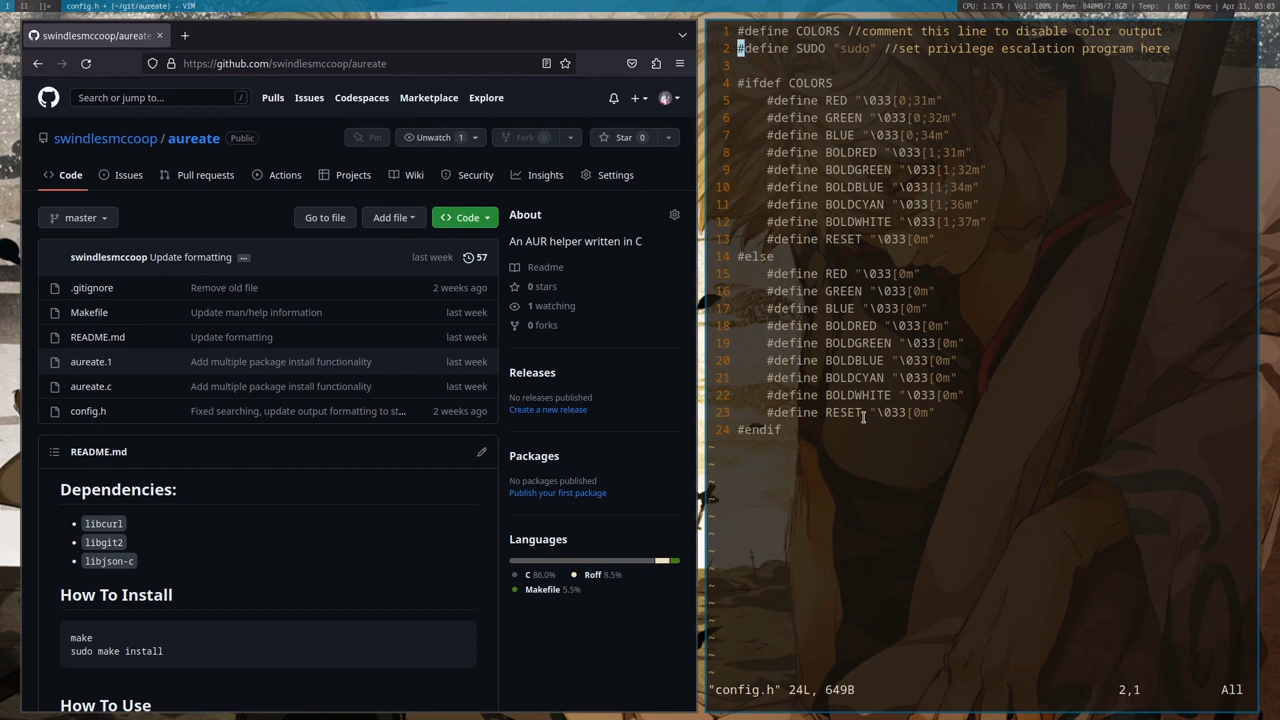 I II []= config.h + (~/git/aureate) - VIM CPU: 1.17% | Vol: 100% | Mem: 840MB/7.8GB | Temp: | Bat: None | Apr 11, 03:03
swindlesmccoop/aureate: × +
https://github.com/swindlesmccoop/aureate
Search or jump to... / Pulls Issues Codespaces Marketplace Explore
swindlesmccoop / aureate Public Pin Unwatch 1 Fork 0 Star 0
Code Issues Pull requests Actions Projects Wiki Security Insights Settings
master Go to file Add file Code
swindlesmccoop Update formatting ... last week 57
.gitignore Remove old file 2 weeks ago
Makefile Update man/help information last week
README.md Update formatting last week
aureate.1 Add multiple package install functionality last week
aureate.c Add multiple package install functionality last week
config.h Fixed searching, update output formatting to st... 2 weeks ago
README.md
Dependencies:
• libcurl
• libgit2
• libjson-c
How To Install
make
sudo make install
How To Use
About
An AUR helper written in C
Readme
0 stars
1 watching
0 forks
Releases
No releases published
Create a new release
Packages
No packages published
Publish your first package
Languages
C 86.0% Roff 8.5%
Makefile 5.5%
1 #define COLORS //comment this line to disable color output
2 #define SUDO "sudo" //set privilege escalation program here
3
4 #ifdef COLORS
5 #define RED "\033[0;31m"
6 #define GREEN "\033[0;32m"
7 #define BLUE "\033[0;34m"
8 #define BOLDRED "\033[1;31m"
9 #define BOLDGREEN "\033[1;32m"
10 #define BOLDBLUE "\033[1;34m"
11 #define BOLDCYAN "\033[1;36m"
12 #define BOLDWHITE "\033[1;37m"
13 #define RESET "\033[0m"
14 #else
15 #define RED "\033[0m"
16 #define GREEN "\033[0m"
17 #define BLUE "\033[0m"
18 #define BOLDRED "\033[0m"
19 #define BOLDGREEN "\033[0m"
20 #define BOLDBLUE "\033[0m"
21 #define BOLDCYAN "\033[0m"
22 #define BOLDWHITE "\033[0m"
23 #define RESET "\033[0m"
24 #endif
~
~
~
~
~
~
~
~
~
~
~
~
~
~
"config.h" 24L, 649B 2,1 All